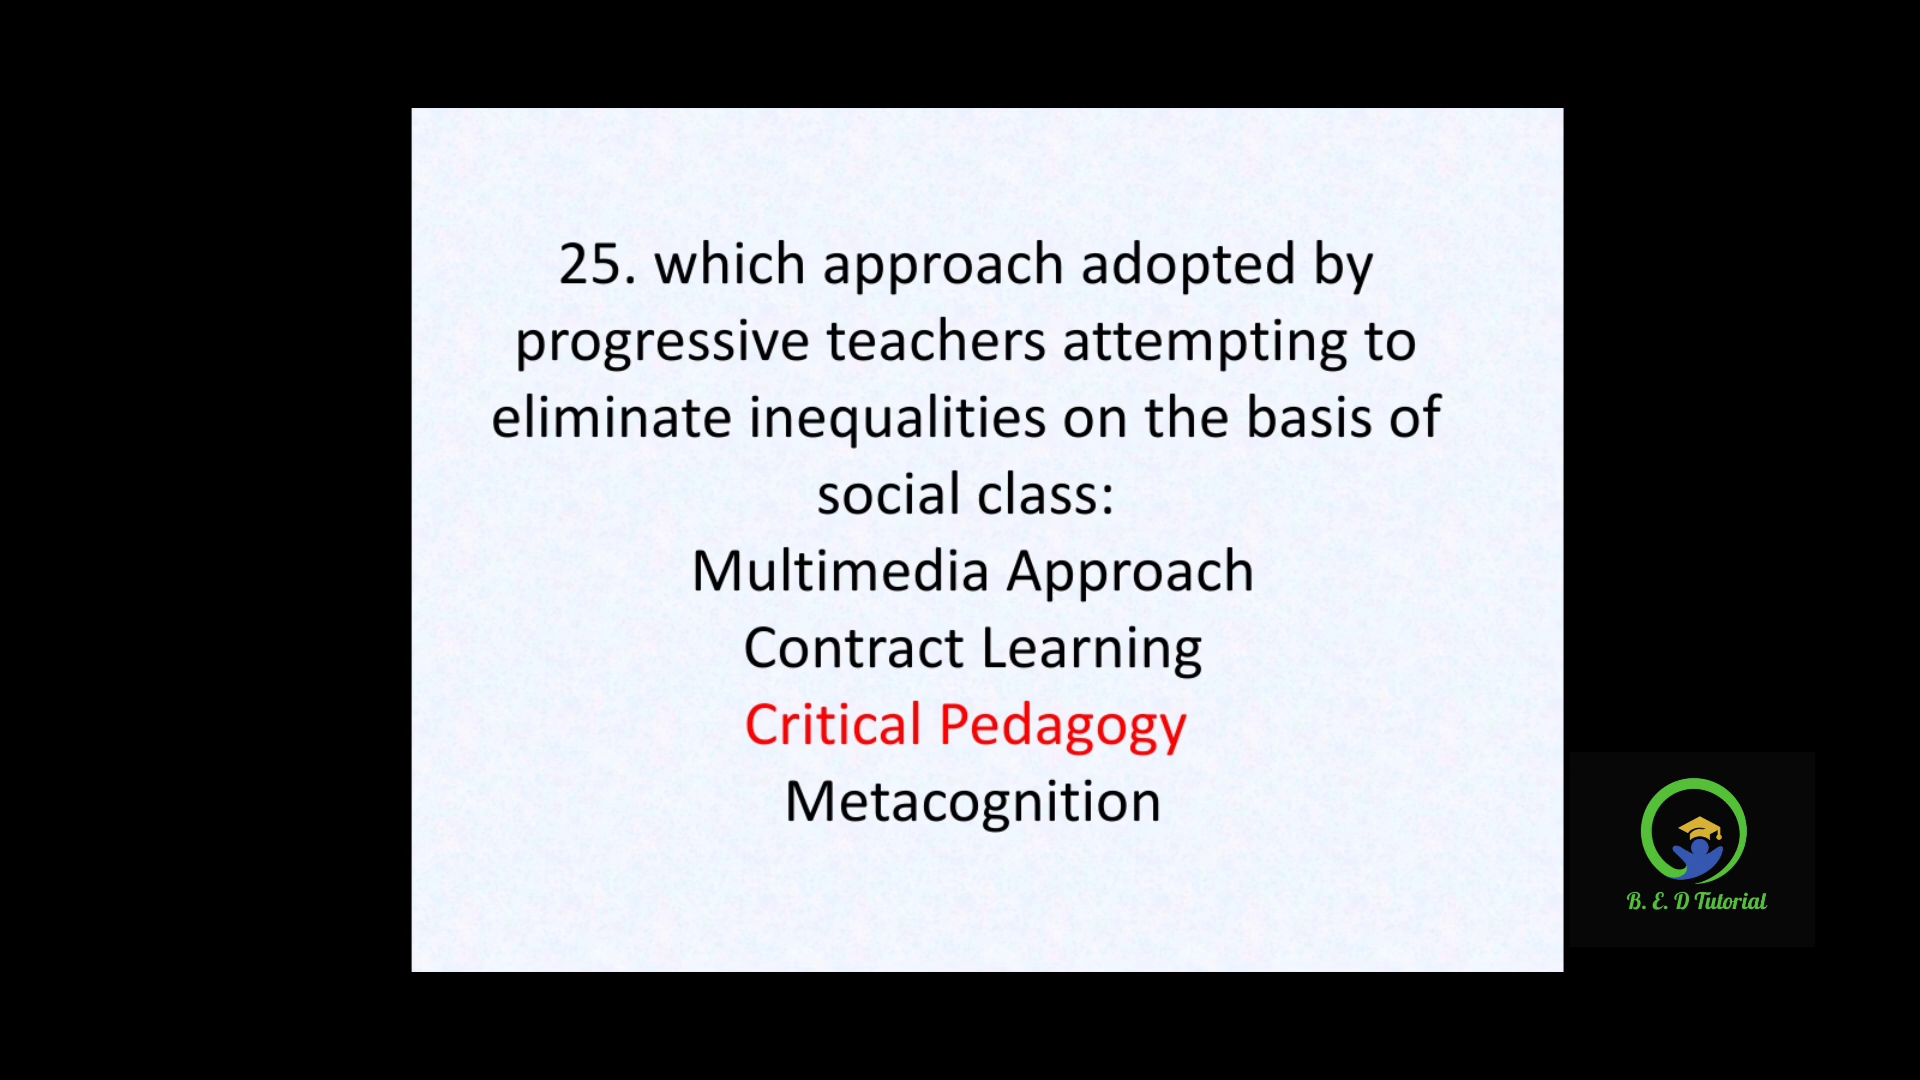 25. which approach adopted by
progressive teachers attempting to
eliminate inequalities on the basis of
social class:
Multimedia Approach
Contract Learning
Critical Pedagogy
Metacognition
B. E. D Tutorial